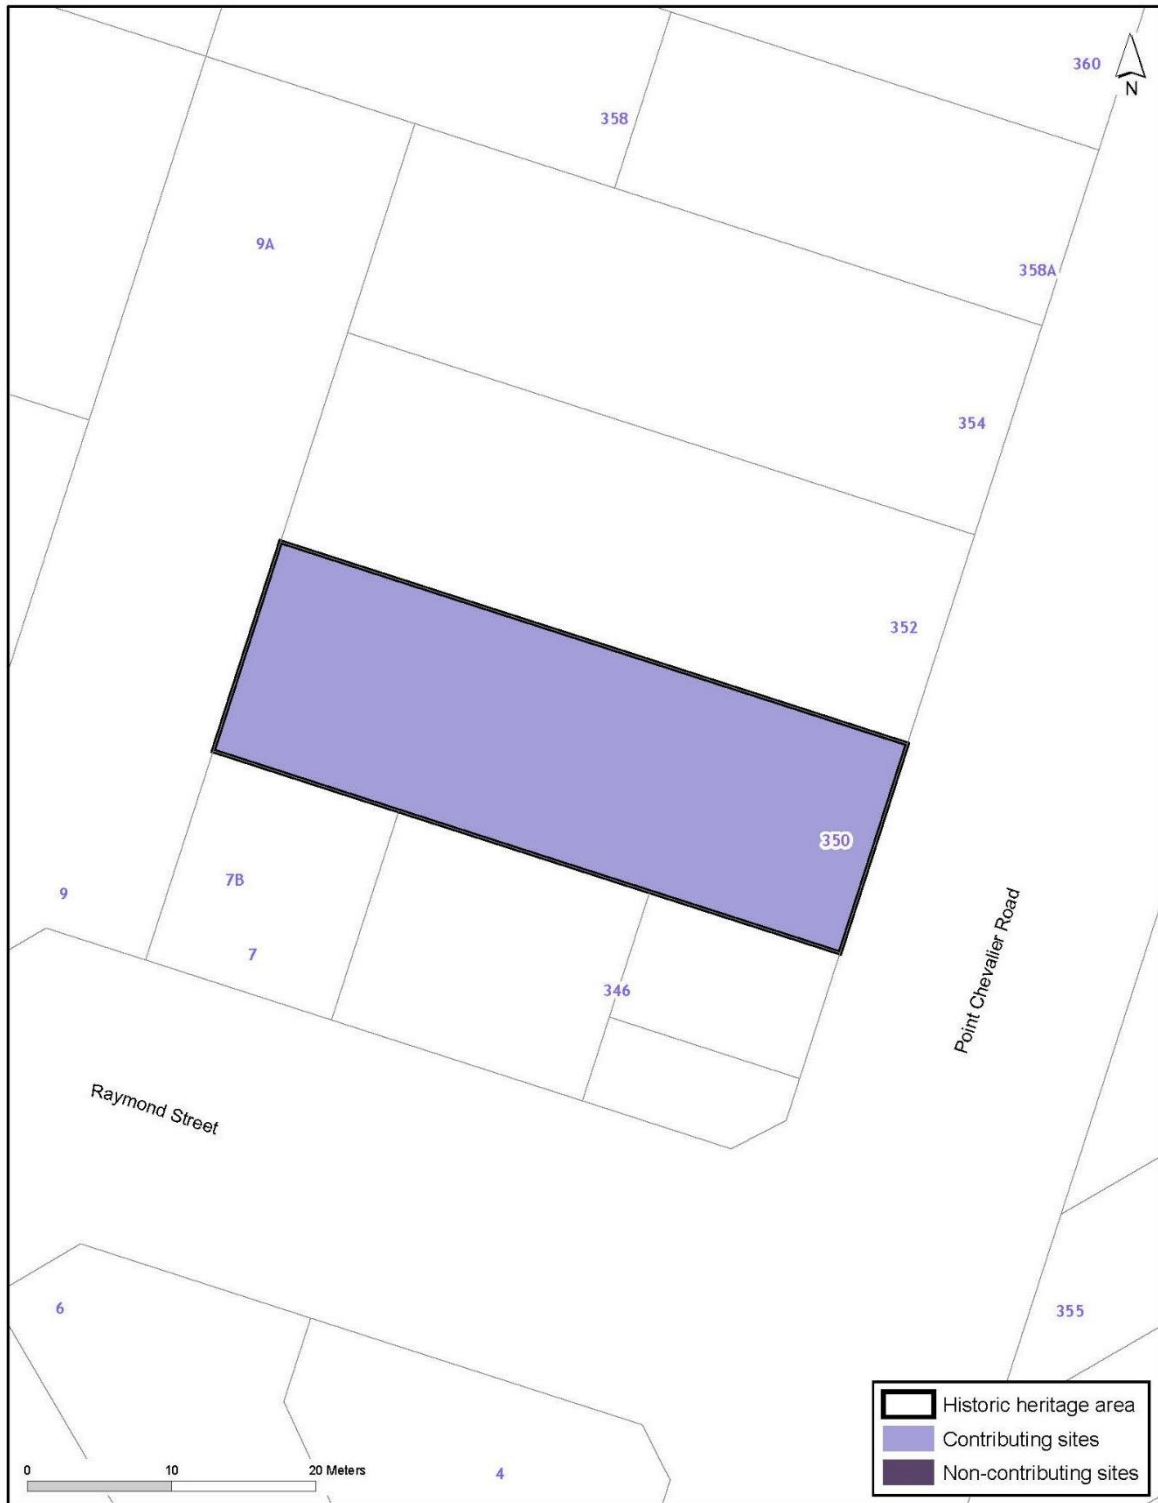 360
N
358
9A
358A
354
352
350
7B
9
7
346
Point Chevalier Road
Raymond Street
6
355
Historic heritage area
Contributing sites
Non-contributing sites
0 10 20 Meters
4